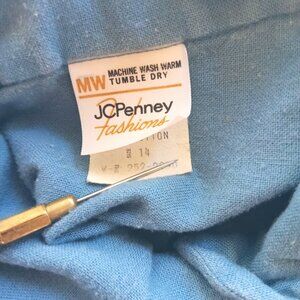 MW MACHINE WASH WARM
TUMBLE DRY
JCPenney
Fashions
14